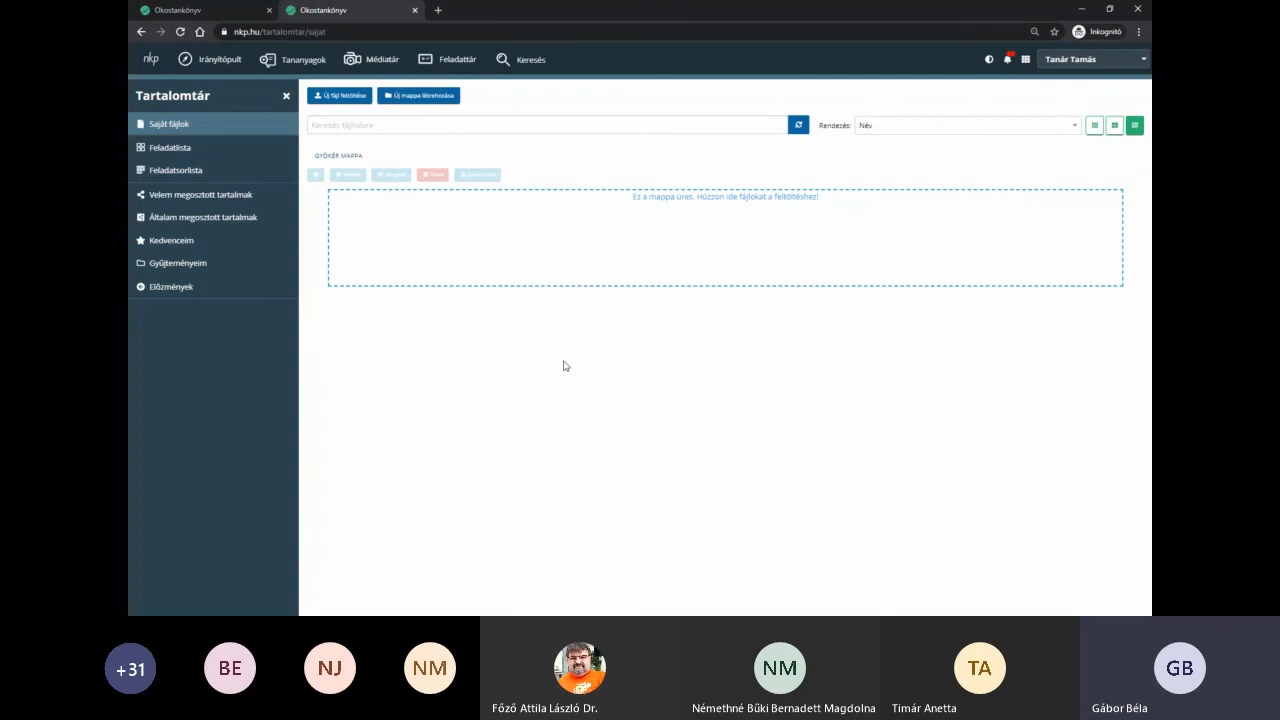 Okostankönyv
Okostankönyv
nkp.hu/tartalomtar/sajat
Inkognitó
nkp
Irányítópult
Tananyagok
Médiatár
Feladattár
Keresés
Tanár Tamás
Tartalomtár
Saját fájlok
Feladatlista
Feladatsorlista
Velem megosztott tartalmak
Általam megosztott tartalmak
Kedvenceim
Gyűjteményeim
Előzmények
Új fájl feltöltése
Új mappa létrehozása
Keresés fájlnévre
Rendezés:
Név
GYÖKÉR MAPPA
Ez a mappa üres. Húzzon ide fájlokat a feltöltéshez!
+31
BE
NJ
NM
NM
TA
GB
Főző Attila László Dr.
Némethné Büki Bernadett Magdolna
Timár Anetta
Gábor Béla